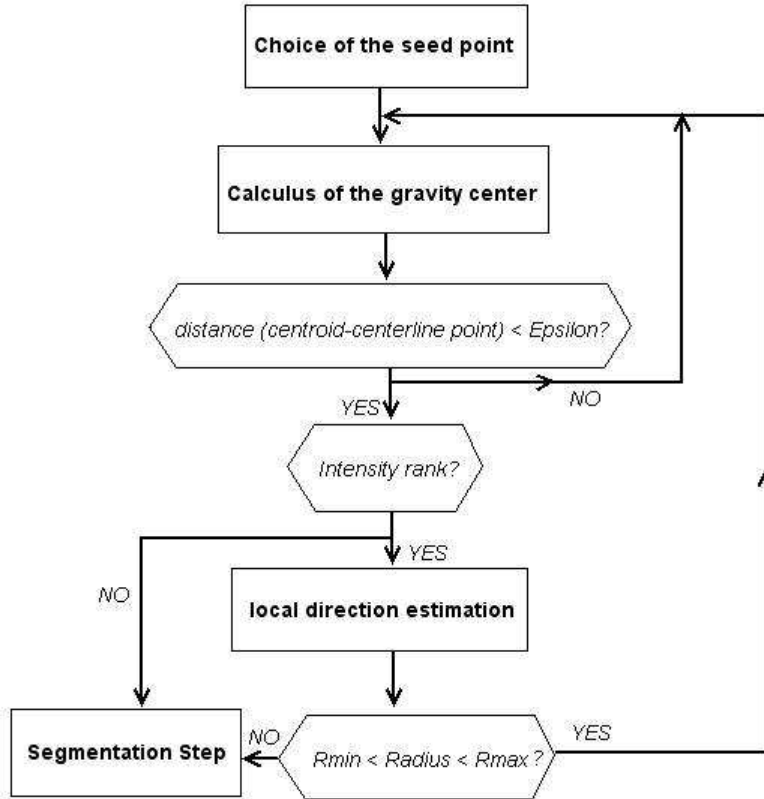 Choice of the seed point
Calculus of the gravity center
distance (centroid-centerline point) < Epsilon?
YES
NO
Intensity rank?
YES
NO
local direction estimation
Segmentation Step
NO
Rmin < Radius < Rmax?
YES